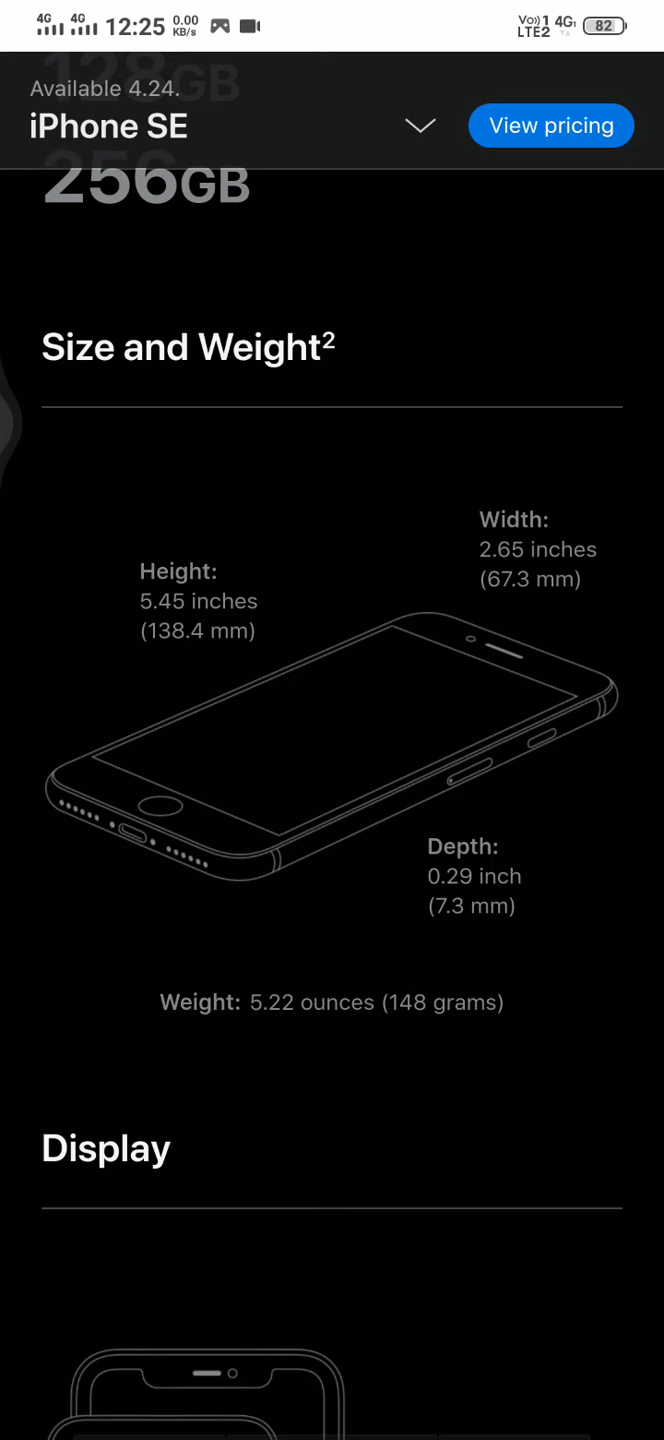 4G 4G 12:25 0.00 KB/s Vo)) 1 LTE2 4G 82
128GB
Available 4.24.
iPhone SE
View pricing
256GB
Size and Weight²
Width:
2.65 inches
(67.3 mm)
Height:
5.45 inches
(138.4 mm)
Depth:
0.29 inch
(7.3 mm)
Weight: 5.22 ounces (148 grams)
Display